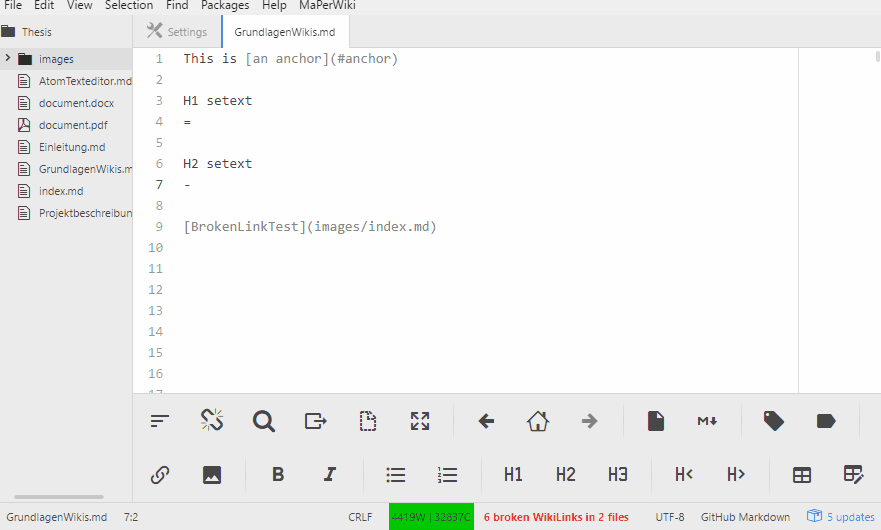 File Edit View Selection Find Packages Help MaPerWiki
Thesis
Settings
GrundlagenWikis.md
images
AtomTexteditor.md
document.docx
document.pdf
Einleitung.md
GrundlagenWikis.m
index.md
Projektbeschreibun
1 This is [an anchor](#anchor)
2
3 H1 setext
4 =
5
6 H2 setext
7 -
8
9 [BrokenLinkTest](images/index.md)
10
11
12
13
14
15
16
17
M
B I H1 H2 H3 H< H>
GrundlagenWikis.md 7:2 CRLF 4419W | 32837C 6 broken WikiLinks in 2 files UTF-8 GitHub Markdown 5 updates